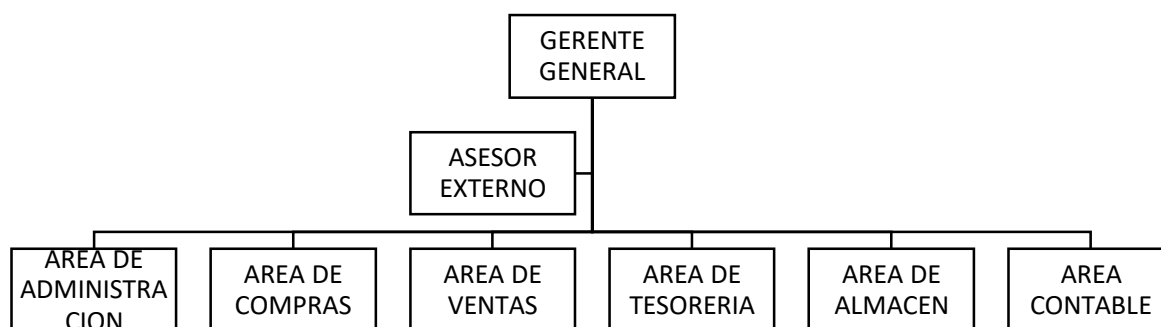 GERENTE
GENERAL
ASESOR
EXTERNO
AREA DE
ADMINISTRA
CION
AREA DE
COMPRAS
AREA DE
VENTAS
AREA DE
TESORERIA
AREA DE
ALMACEN
AREA
CONTABLE